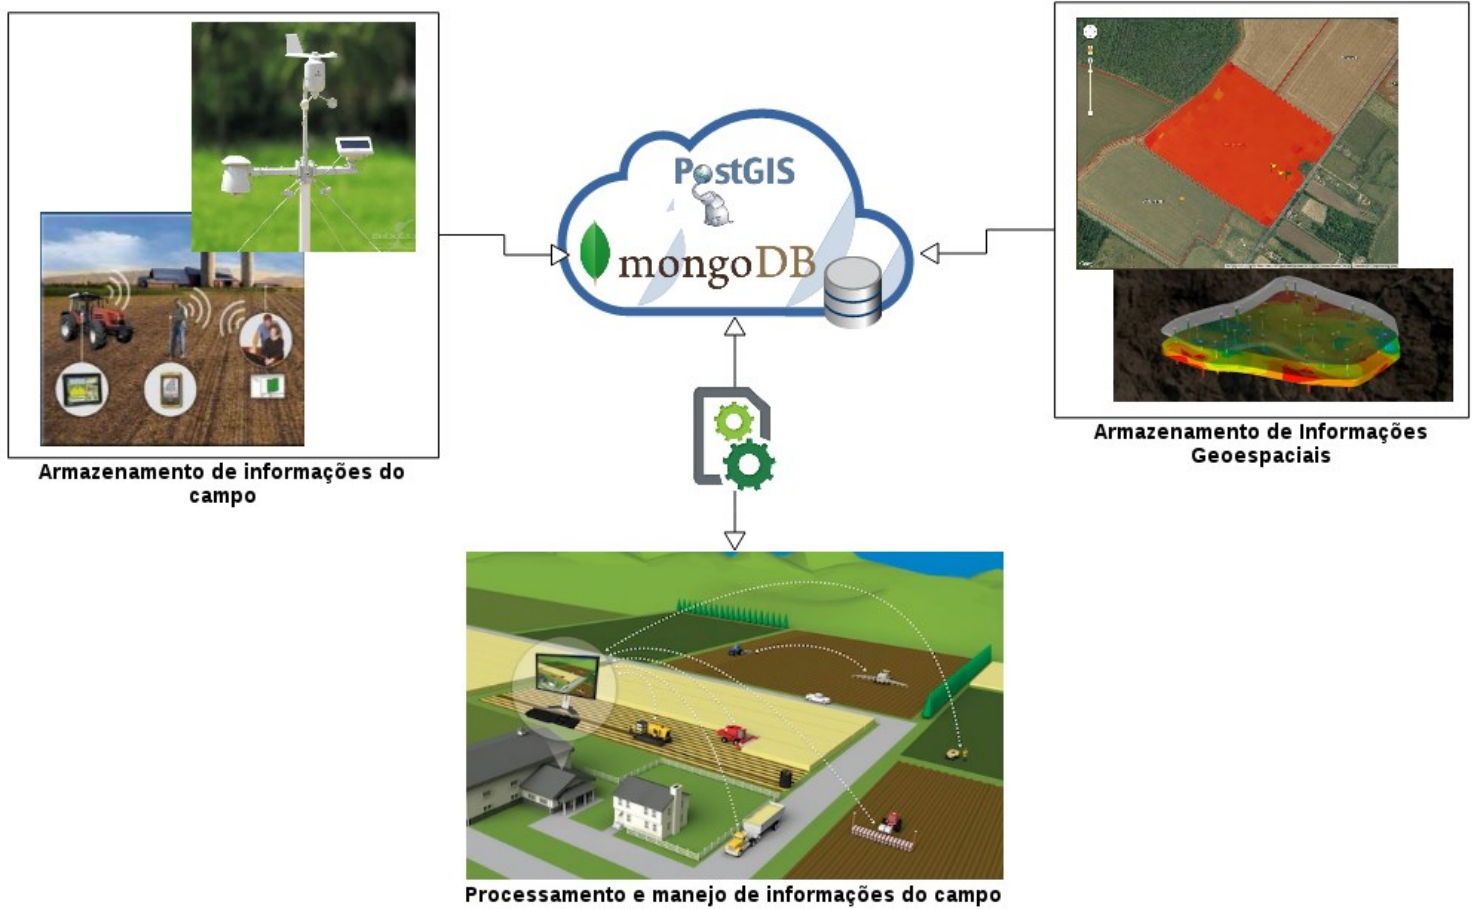 PostGIS
mongoDB
Armazenamento de informações do
campo
Armazenamento de Informações
Geoespaciais
Processamento e manejo de informações do campo